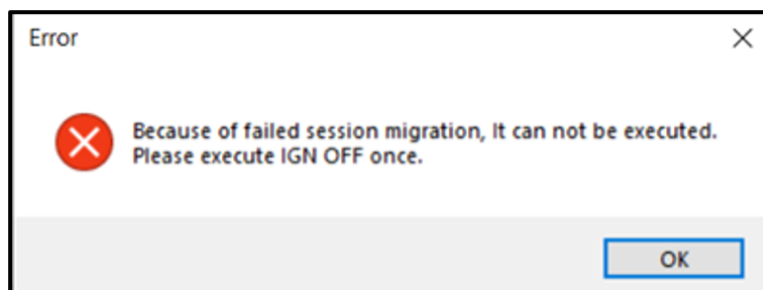 Error
Because of failed session migration, It can not be executed.
Please execute IGN OFF once.
OK